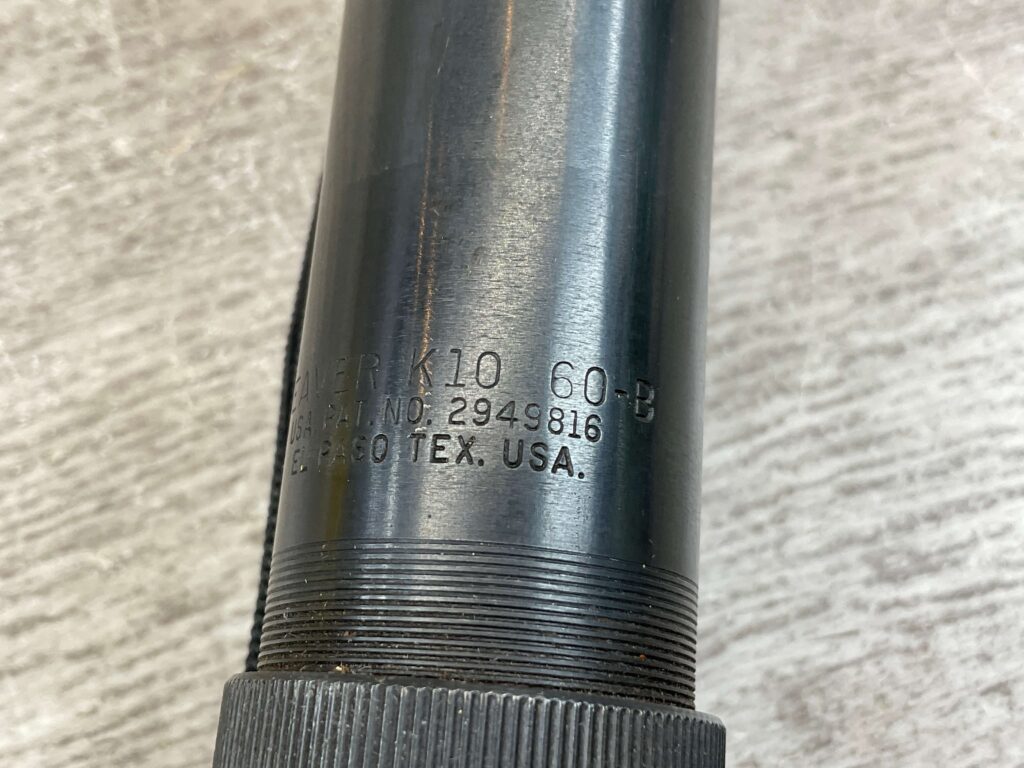 EAVER K10 60-B
USA PAT. NO. 2949816
EL PASO TEX. USA.